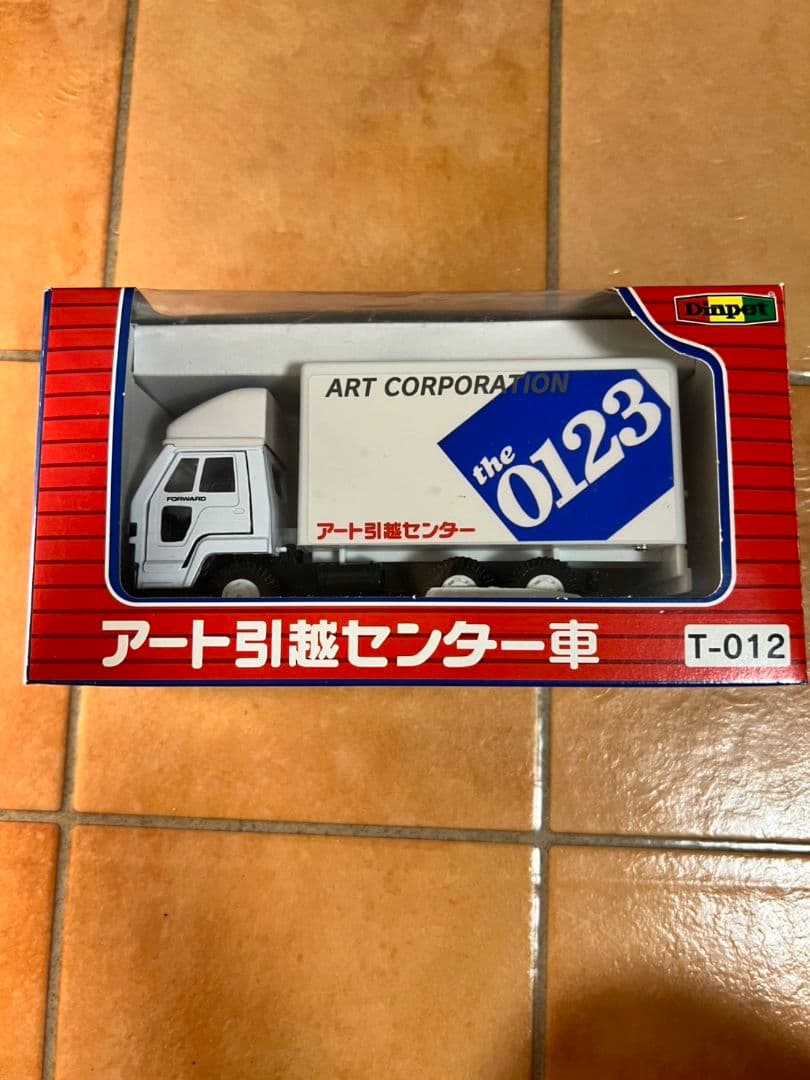 Dinpet
ART CORPORATION
the 0123
FORWARD
アート引越センター
アート引越センター車
T-012